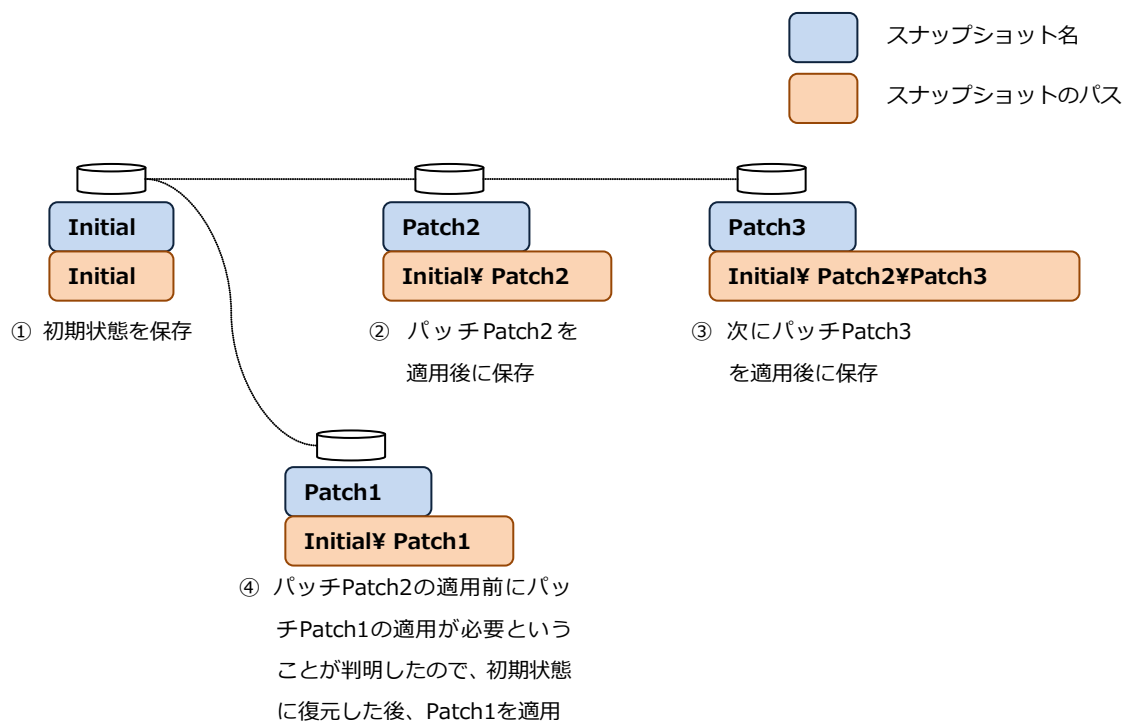 スナップショット名
スナップショットのパス
Initial
Initial
① 初期状態を保存
Patch2
Initial¥ Patch2
② パッチPatch2を
適用後に保存
Patch3
Initial¥ Patch2¥Patch3
③ 次にパッチPatch3
を適用後に保存
Patch1
Initial¥ Patch1
④ パッチPatch2の適用前にパッ
チPatch1の適用が必要という
ことが判明したので、初期状態
に復元した後、Patch1を適用